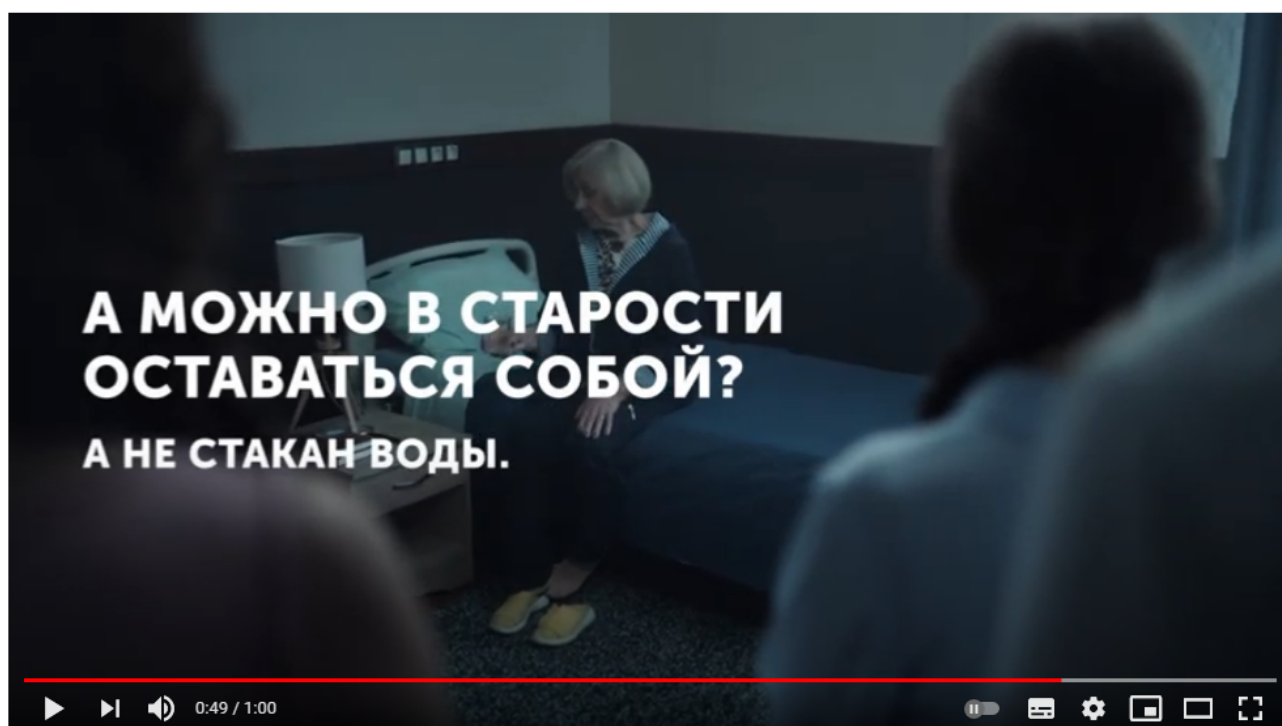 А МОЖНО В СТАРОСТИ
ОСТАВАТЬСЯ СОБОЙ?
А НЕ СТАКАН ВОДЫ.
0:49 / 1:00